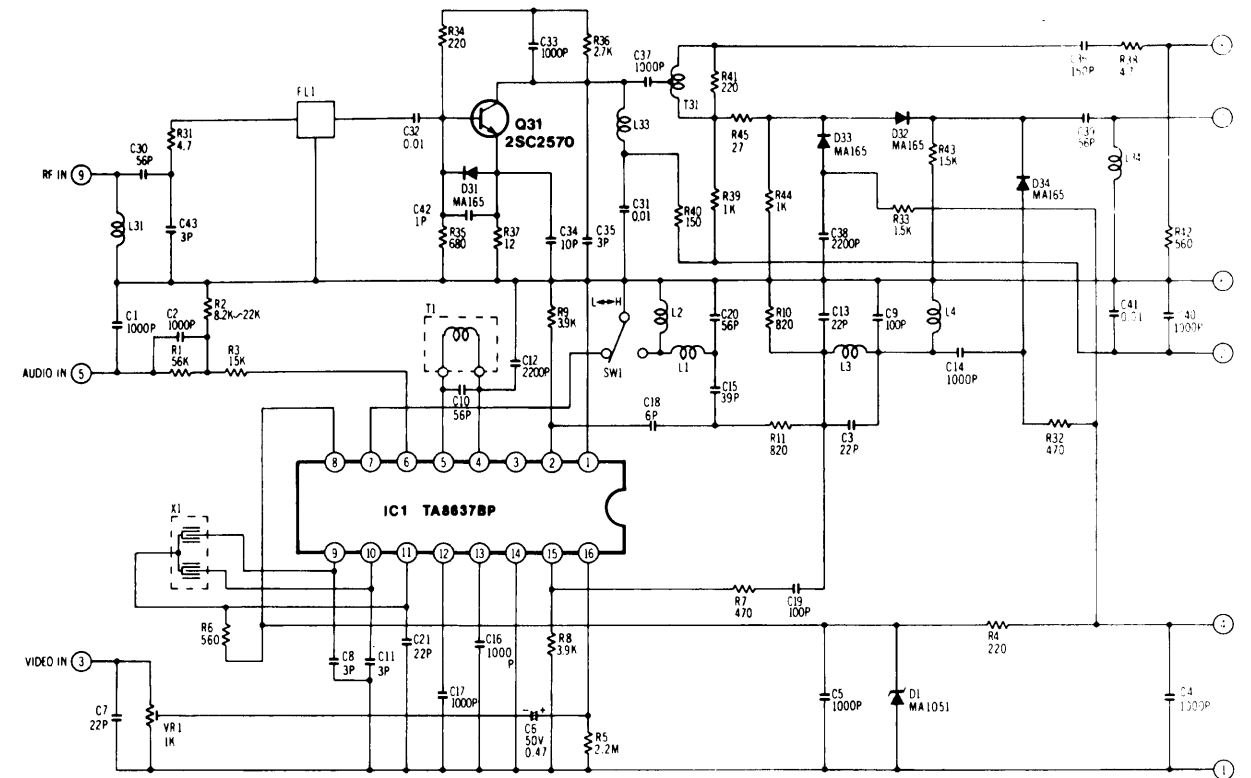 R34
220
C33
1000P
R36
2.7K
C37
1000P
R41
220
T31
150P
R38
4.7
FL1
C32
0.01
Q31
2SC2570
L33
R45
27
D33
MA165
D32
MA165
R43
1.5K
C39
56P
L34
R31
4.7
C30
56P
RF IN 9
L31
C43
3P
D31
MA165
C42
1P
R35
680
R37
12
C34
10P
C35
3P
C31
0.01
R40
150
R39
1K
R44
1K
C38
2200P
R33
1.5K
D34
MA165
R42
560
C1
1000P
C2
1000P
R2
8.2K~22K
R1
56K
R3
15K
AUDIO IN 5
T1
C10
56P
C12
2200P
R9
3.9K
L H
SW1
L2
L1
C20
56P
C15
39P
C18
6P
R10
820
R11
820
C13
22P
C9
100P
L3
C3
22P
L4
C14
1000P
C41
0.01
C40
1000P
R32
470
8 7 6 5 4 3 2 1
IC1 TA8637BP
9 10 11 12 13 14 15 16
X1
R6
560
C8
3P
C11
3P
C21
22P
C17
1000P
C16
1000
P
R8
3.9K
R7
470
C19
100P
R4
220
4
VIDEO IN 3
C7
22P
VR1
1K
- +
C6
50V
0.47
R5
2.2M
C5
1000P
D1
MA1051
C4
1000P
1